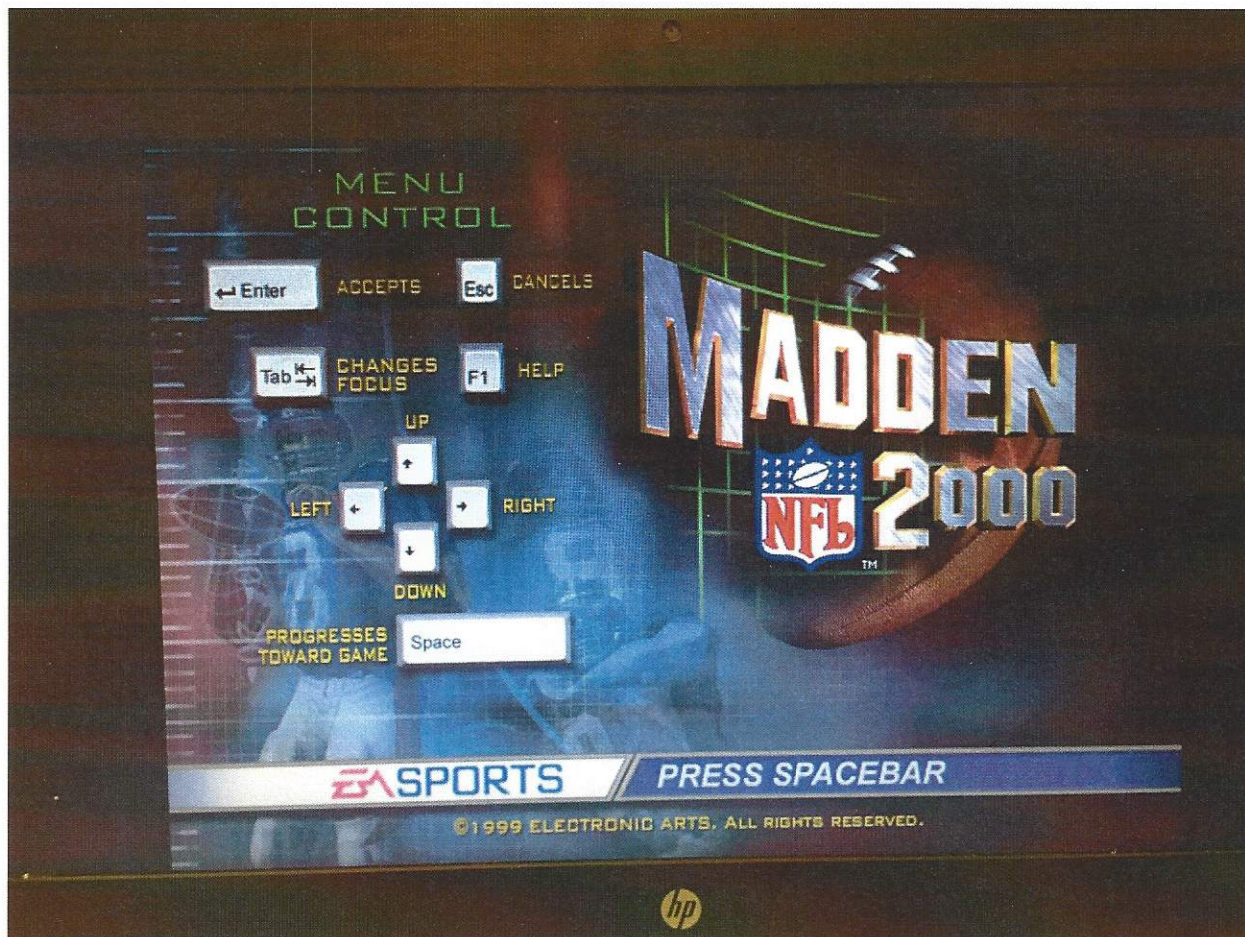 MENU
CONTROL
Enter
ACCEPTS
Esc
CANCELS
Tab
CHANGES
FOCUS
F1
HELP
UP
LEFT
RIGHT
DOWN
PROGRESSES
TOWARD GAME
Space
MADDEN
NFL
2000
TM
EA SPORTS
PRESS SPACEBAR
©1999 ELECTRONIC ARTS. ALL RIGHTS RESERVED.
hp